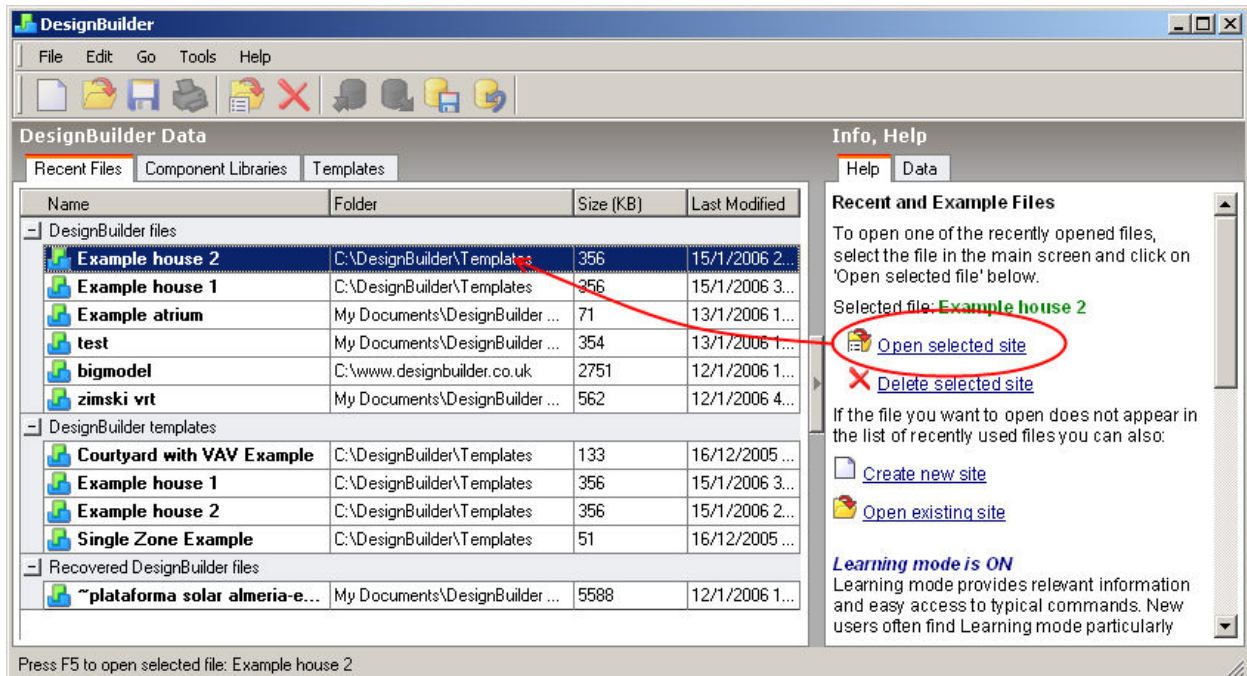 DesignBuilder
File Edit Go Tools Help
DesignBuilder Data
Recent Files Component Libraries Templates
Name Folder Size (KB) Last Modified
DesignBuilder files
Example house 2 C:\DesignBuilder\Templates 356 15/1/2006 2...
Example house 1 C:\DesignBuilder\Templates 356 15/1/2006 3...
Example atrium My Documents\DesignBuilder ... 71 13/1/2006 1...
test My Documents\DesignBuilder ... 354 13/1/2006 1...
bigmodel C:\www.designbuilder.co.uk 2751 12/1/2006 1...
zimski vrt My Documents\DesignBuilder ... 562 12/1/2006 4...
DesignBuilder templates
Courtyard with VAV Example C:\DesignBuilder\Templates 133 16/12/2005 ...
Example house 1 C:\DesignBuilder\Templates 356 15/1/2006 3...
Example house 2 C:\DesignBuilder\Templates 356 15/1/2006 2...
Single Zone Example C:\DesignBuilder\Templates 51 16/12/2005 ...
Recovered DesignBuilder files
~plataforma solar almeria-e... My Documents\DesignBuilder ... 5588 12/1/2006 1...
Info, Help
Help Data
Recent and Example Files
To open one of the recently opened files,
select the file in the main screen and click on
'Open selected file' below.
Selected file: Example house 2
Open selected site
Delete selected site
If the file you want to open does not appear in
the list of recently used files you can also:
Create new site
Open existing site
Learning mode is ON
Learning mode provides relevant information
and easy access to typical commands. New
users often find Learning mode particularly
Press F5 to open selected file: Example house 2